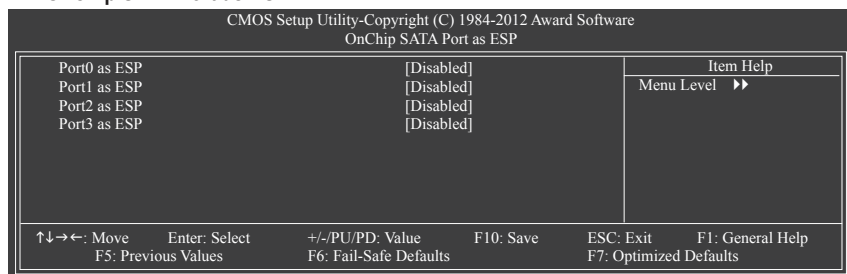 CMOS Setup Utility-Copyright (C) 1984-2012 Award Software
OnChip SATA Port as ESP
Port0 as ESP [Disabled]
Port1 as ESP [Disabled]
Port2 as ESP [Disabled]
Port3 as ESP [Disabled]
Item Help
Menu Level ▶▶
↑↓→←: Move Enter: Select +/-/PU/PD: Value F10: Save ESC: Exit F1: General Help
F5: Previous Values F6: Fail-Safe Defaults F7: Optimized Defaults